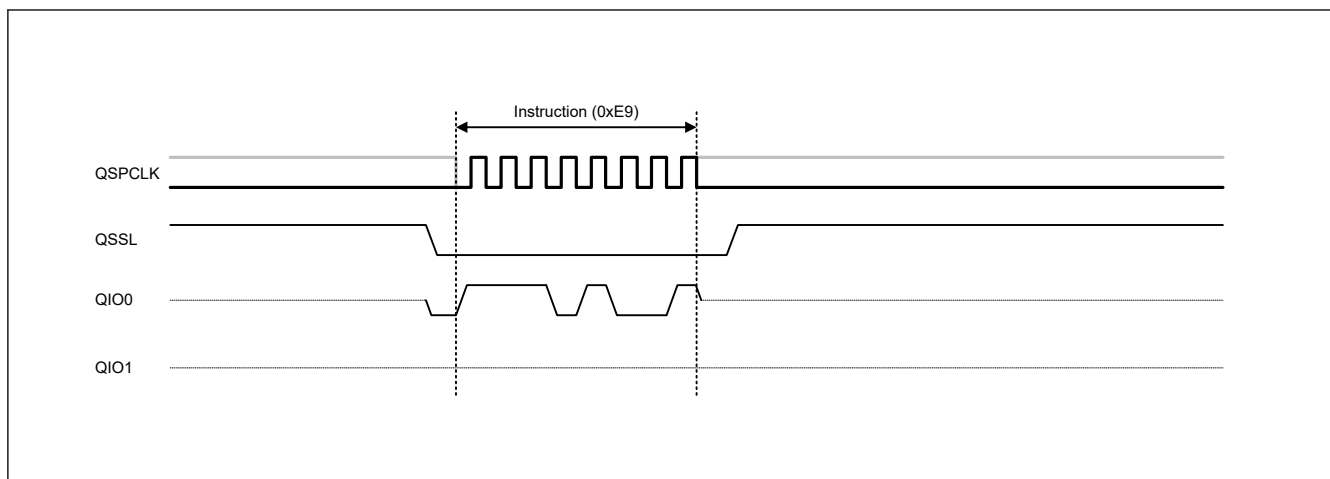 Instruction (0xE9)
QSPCLK
QSSL
QIO0
QIO1